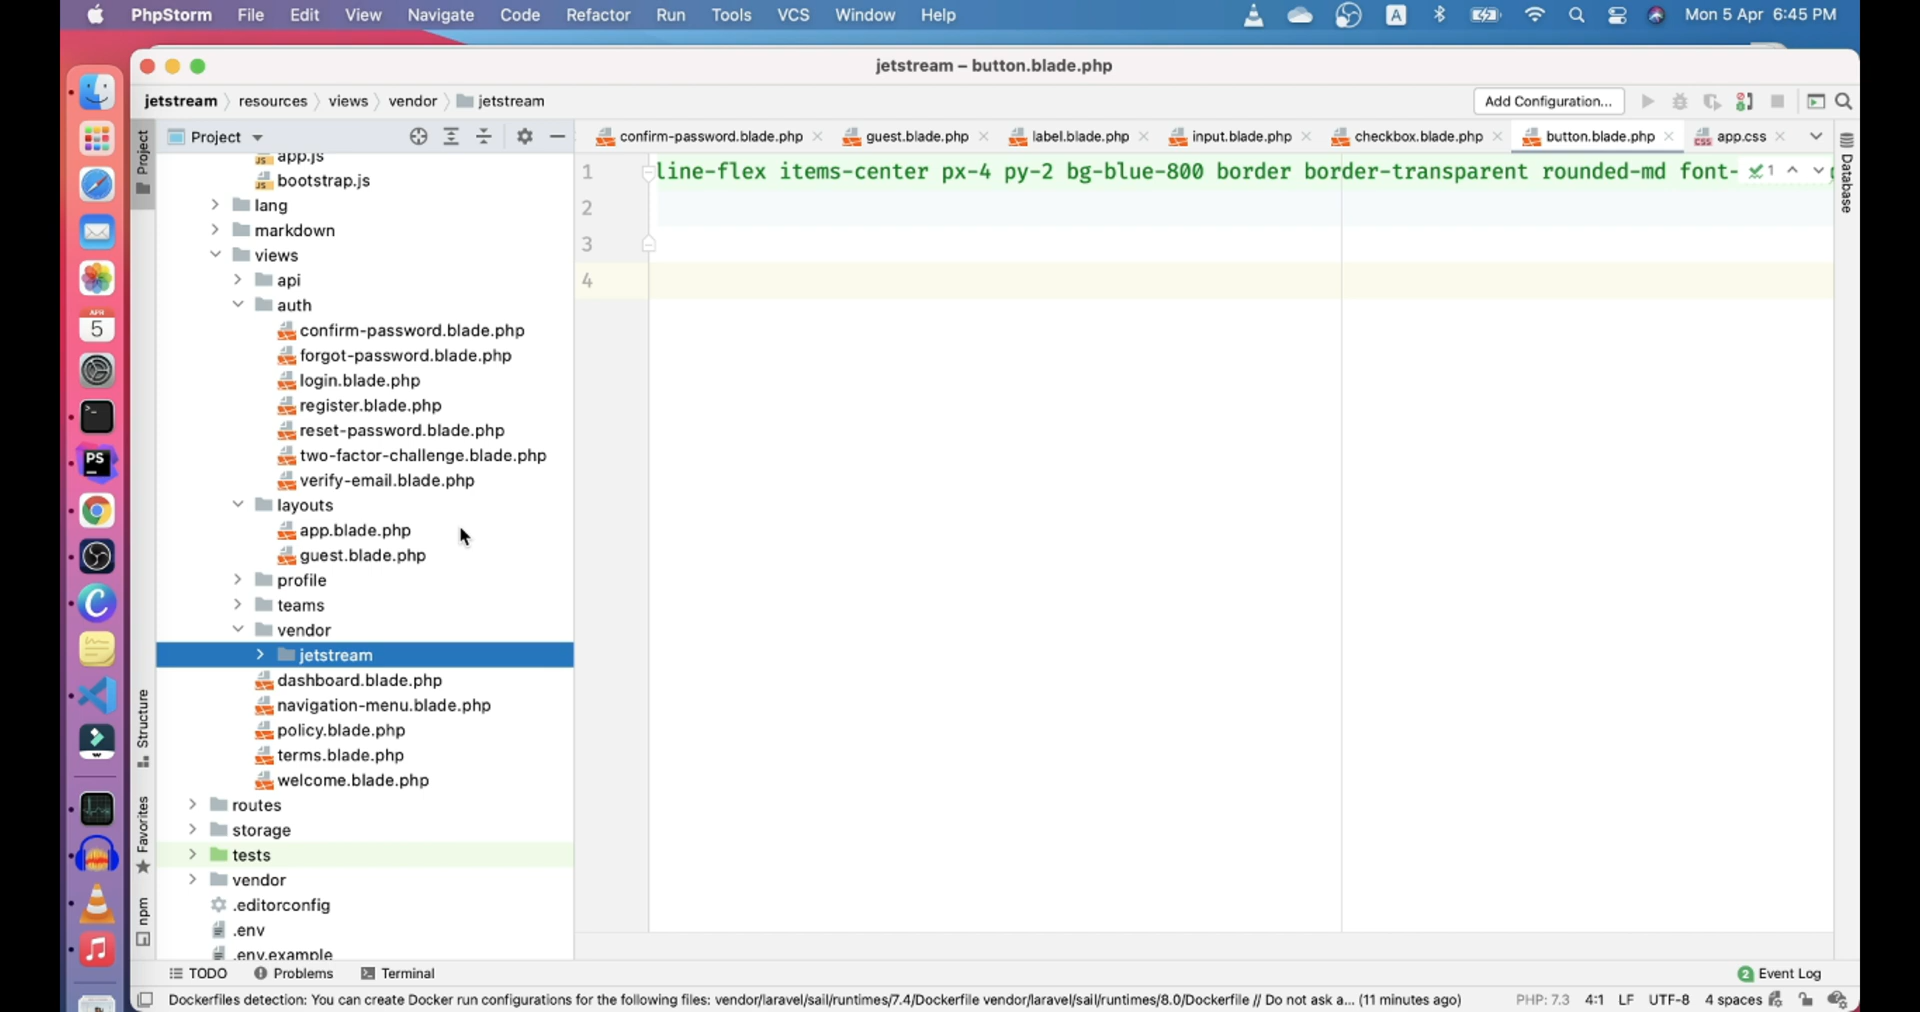 PhpStorm File Edit View Navigate Code Refactor Run Tools VCS Window Help A Mon 5 Apr 6:45 PM
jetstream – button.blade.php
jetstream resources views vendor jetstream Add Configuration...
Project
Project
confirm-password.blade.php guest.blade.php label.blade.php input.blade.php checkbox.blade.php button.blade.php app.css
Database
app.js
bootstrap.js
lang
markdown
views
api
auth
confirm-password.blade.php
forgot-password.blade.php
login.blade.php
register.blade.php
reset-password.blade.php
two-factor-challenge.blade.php
verify-email.blade.php
layouts
app.blade.php
guest.blade.php
profile
teams
vendor
jetstream
dashboard.blade.php
navigation-menu.blade.php
policy.blade.php
terms.blade.php
welcome.blade.php
routes
storage
tests
vendor
.editorconfig
.env
.env.example
1 line-flex items-center px-4 py-2 bg-blue-800 border border-transparent rounded-md font- 1
2
3
4
APR
5
PS
C
W
Structure
Favorites
npm
TODO Problems Terminal 2 Event Log
Dockerfiles detection: You can create Docker run configurations for the following files: vendor/laravel/sail/runtimes/7.4/Dockerfile vendor/laravel/sail/runtimes/8.0/Dockerfile // Do not ask a... (11 minutes ago) PHP: 7.3 4:1 LF UTF-8 4 spaces